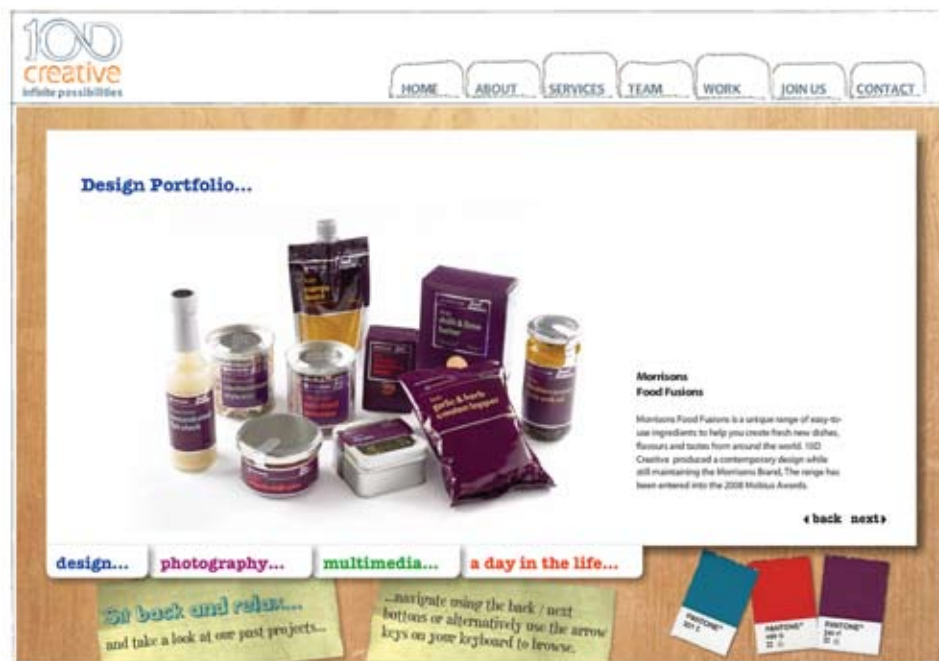 10D
creative
infinite possibilities
HOME ABOUT SERVICES TEAM WORK JOIN US CONTACT
Design Portfolio...
garlic & herb
Morrisons
Food Fusions
Morrisons Food Fusions is a unique range of easy-to-
use ingredients to help you create fresh new dishes,
flavours and tastes from around the world. 10D
Creative produced a contemporary design while
still maintaining the Morrisons Brand, The range has
been entered into the 2008 Mobius Awards.
back next
design... photography... multimedia... a day in the life...
Sit back and relax...
and take a look at our past projects...
...navigate using the back / next
buttons or alternatively use the arrow
keys on your keyboard to browse.
PANTONE®
PANTONE®
PANTONE®